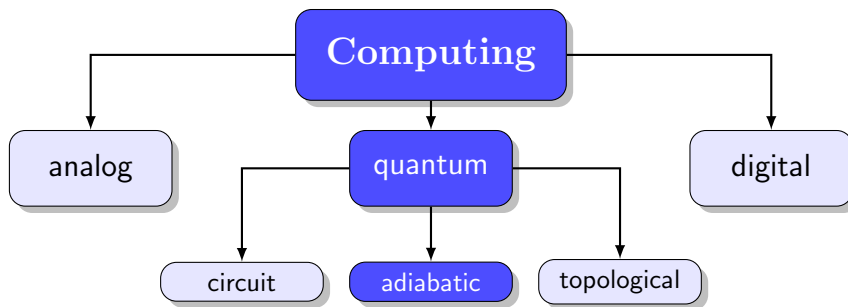 Computing
analog
quantum
digital
circuit
adiabatic
topological